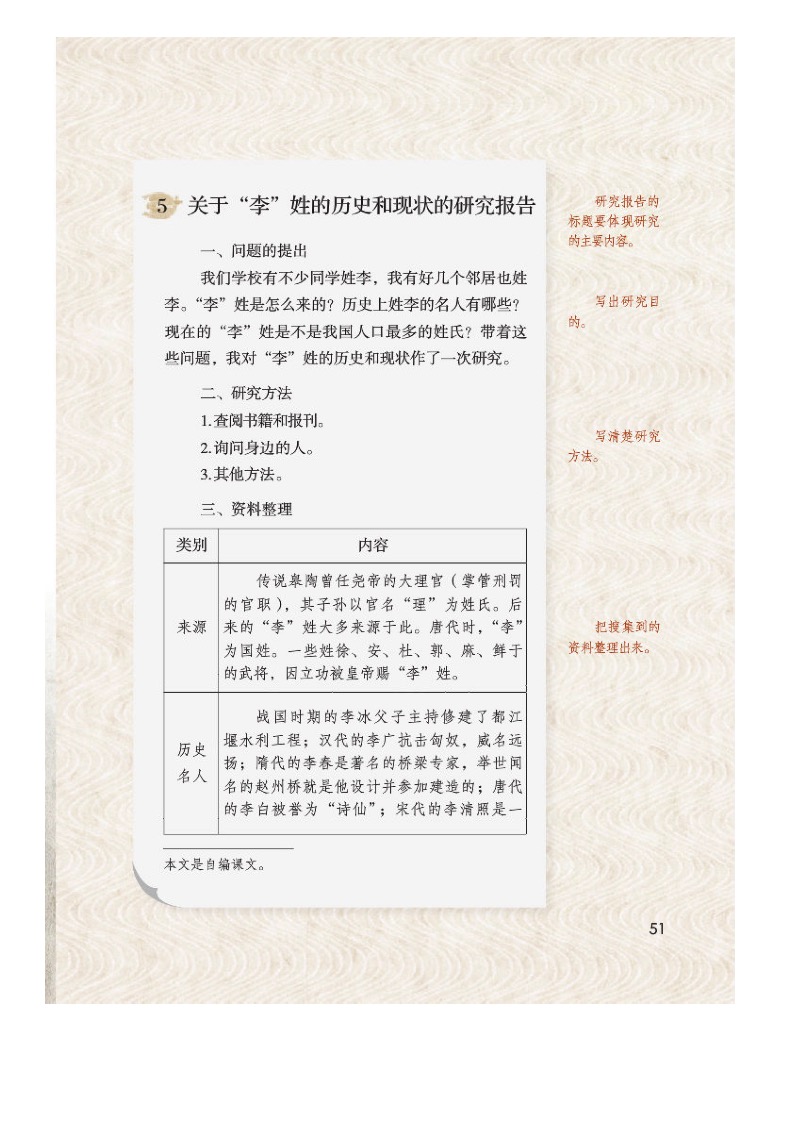 5 关于“李”姓的历史和现状的研究报告
一、问题的提出
我们学校有不少同学姓李，我有好几个邻居也姓
李。“李”姓是怎么来的？历史上姓李的名人有哪些？
现在的“李”姓是不是我国人口最多的姓氏？带着这
些问题，我对“李”姓的历史和现状作了一次研究。
二、研究方法
1.查阅书籍和报刊。
2.询问身边的人。
3.其他方法。
三、资料整理
类别
内容
来源
传说皋陶曾任尧帝的大理官（掌管刑罚
的官职），其子孙以官名“理”为姓氏。后
来的“李”姓大多来源于此。唐代时，“李”
为国姓。一些姓徐、安、杜、郭、麻、鲜于
的武将，因立功被皇帝赐“李”姓。
历史
名人
战国时期的李冰父子主持修建了都江
堰水利工程；汉代的李广抗击匈奴，威名远
扬；隋代的李春是著名的桥梁专家，举世闻
名的赵州桥就是他设计并参加建造的；唐代
的李白被誉为“诗仙”；宋代的李清照是一
本文是自编课文。
研究报告的
标题要体现研究
的主要内容。
写出研究目
的。
写清楚研究
方法。
把搜集到的
资料整理出来。
51